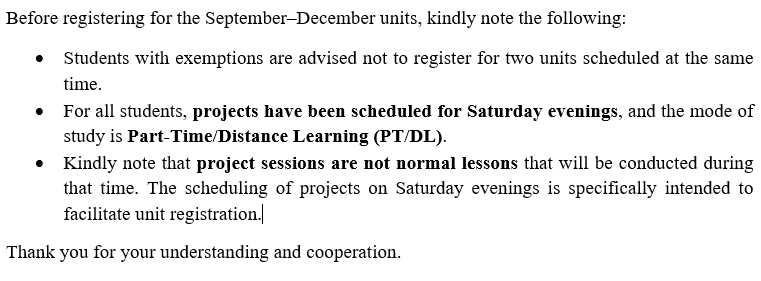 Before registering for the September–December units, kindly note the following:
• Students with exemptions are advised not to register for two units scheduled at the same
time.
• For all students, projects have been scheduled for Saturday evenings, and the mode of
study is Part-Time/Distance Learning (PT/DL).
• Kindly note that project sessions are not normal lessons that will be conducted during
that time. The scheduling of projects on Saturday evenings is specifically intended to
facilitate unit registration.
Thank you for your understanding and cooperation.